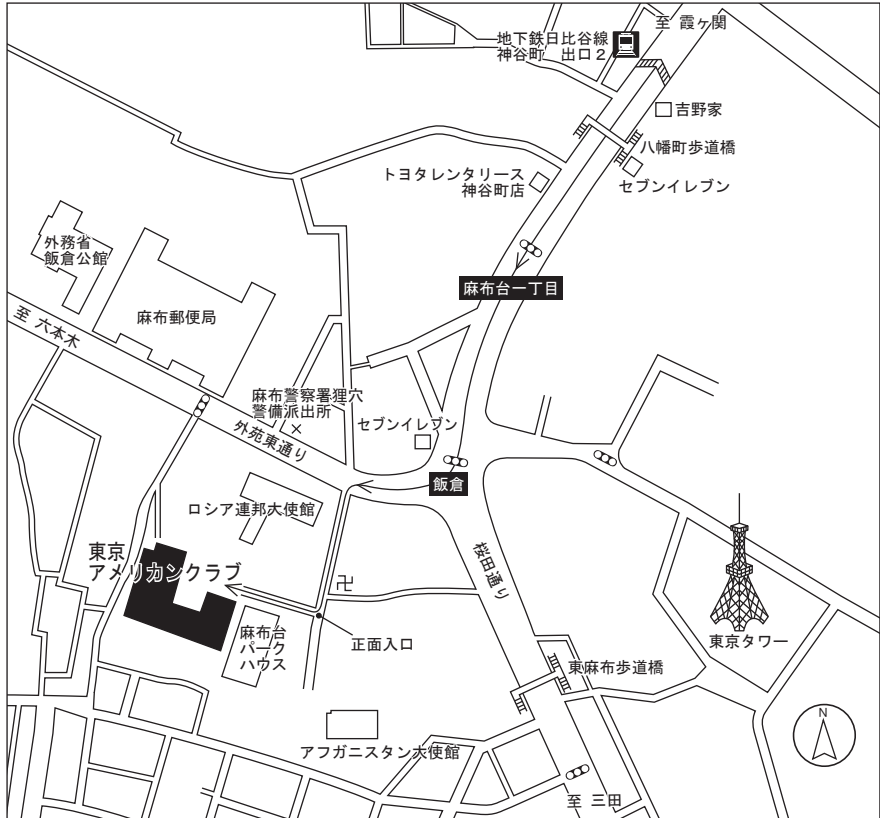 至 霞ヶ関
地下鉄日比谷線
神谷町 出口2
吉野家
八幡町歩道橋
セブンイレブン
トヨタレンタリース
神谷町店
外務省
飯倉公館
麻布台一丁目
麻布郵便局
至 六本木
麻布警察署狸穴
警備派出所
セブンイレブン
外苑東通り
飯倉
ロシア連邦大使館
東京
アメリカンクラブ
卍
桜田通り
麻布台
パーク
ハウス
正面入口
東京タワー
東麻布歩道橋
N
アフガニスタン大使館
至 三田